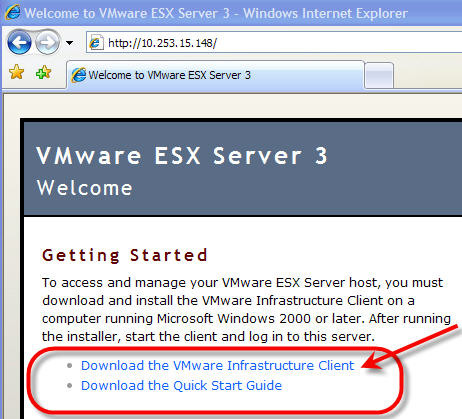 Welcome to VMware ESX Server 3 - Windows Internet Explorer
http://10.253.15.148/
Welcome to VMware ESX Server 3
VMware ESX Server 3
Welcome
Getting Started
To access and manage your VMware ESX Server host, you must
download and install the VMware Infrastructure Client on a
computer running Microsoft Windows 2000 or later. After running
the installer, start the client and log in to this server.
Download the VMware Infrastructure Client
Download the Quick Start Guide